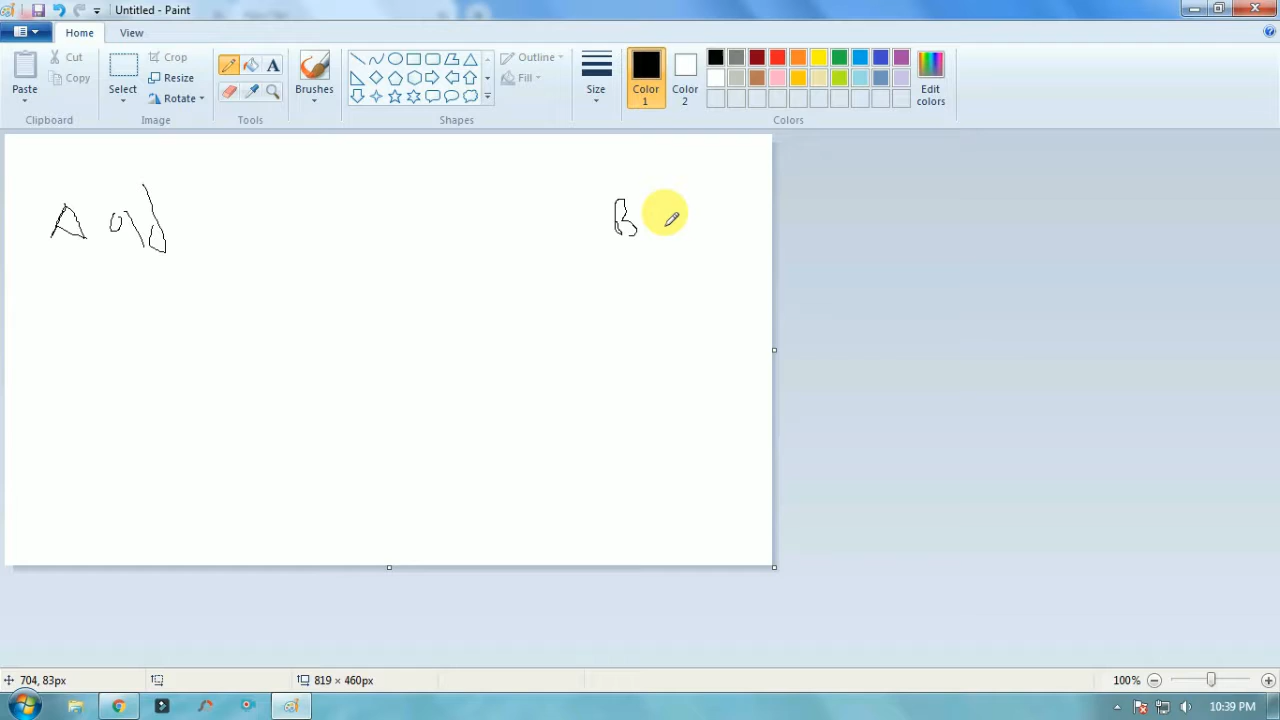 Untitled - Paint
Home View
Paste Cut Copy Select Crop Resize Rotate Brushes Outline Fill Size Color 1 Color 2 Edit colors
Clipboard Image Tools Shapes Colors
A
B
704, 83px 819 × 460px 100%
10:39 PM